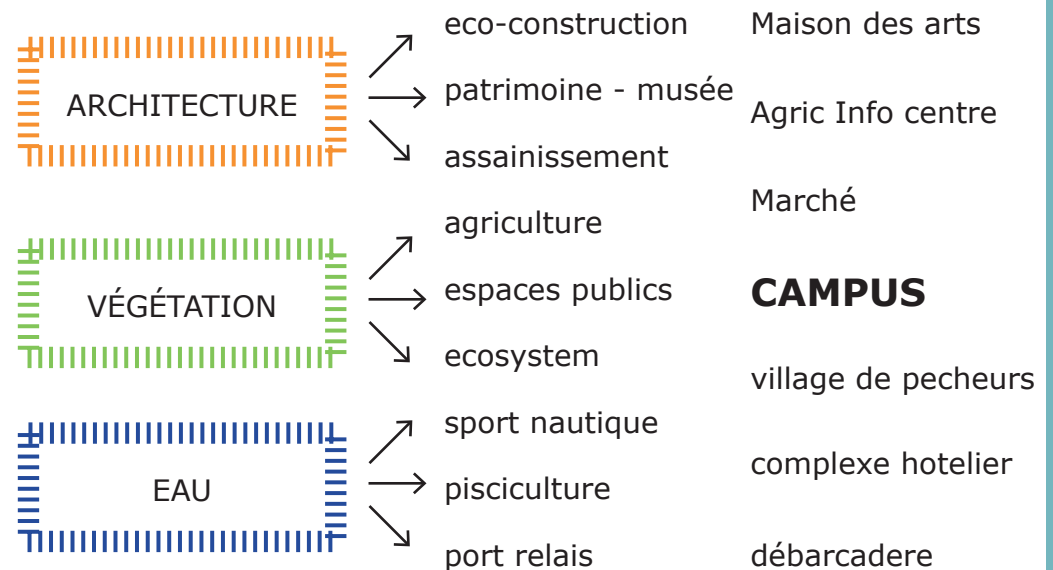 ARCHITECTURE
eco-construction
patrimoine - musée
assainissement
VÉGÉTATION
agriculture
espaces publics
ecosystem
EAU
sport nautique
pisciculture
port relais
Maison des arts
Agric Info centre
Marché
CAMPUS
village de pecheurs
complexe hotelier
débarcadere